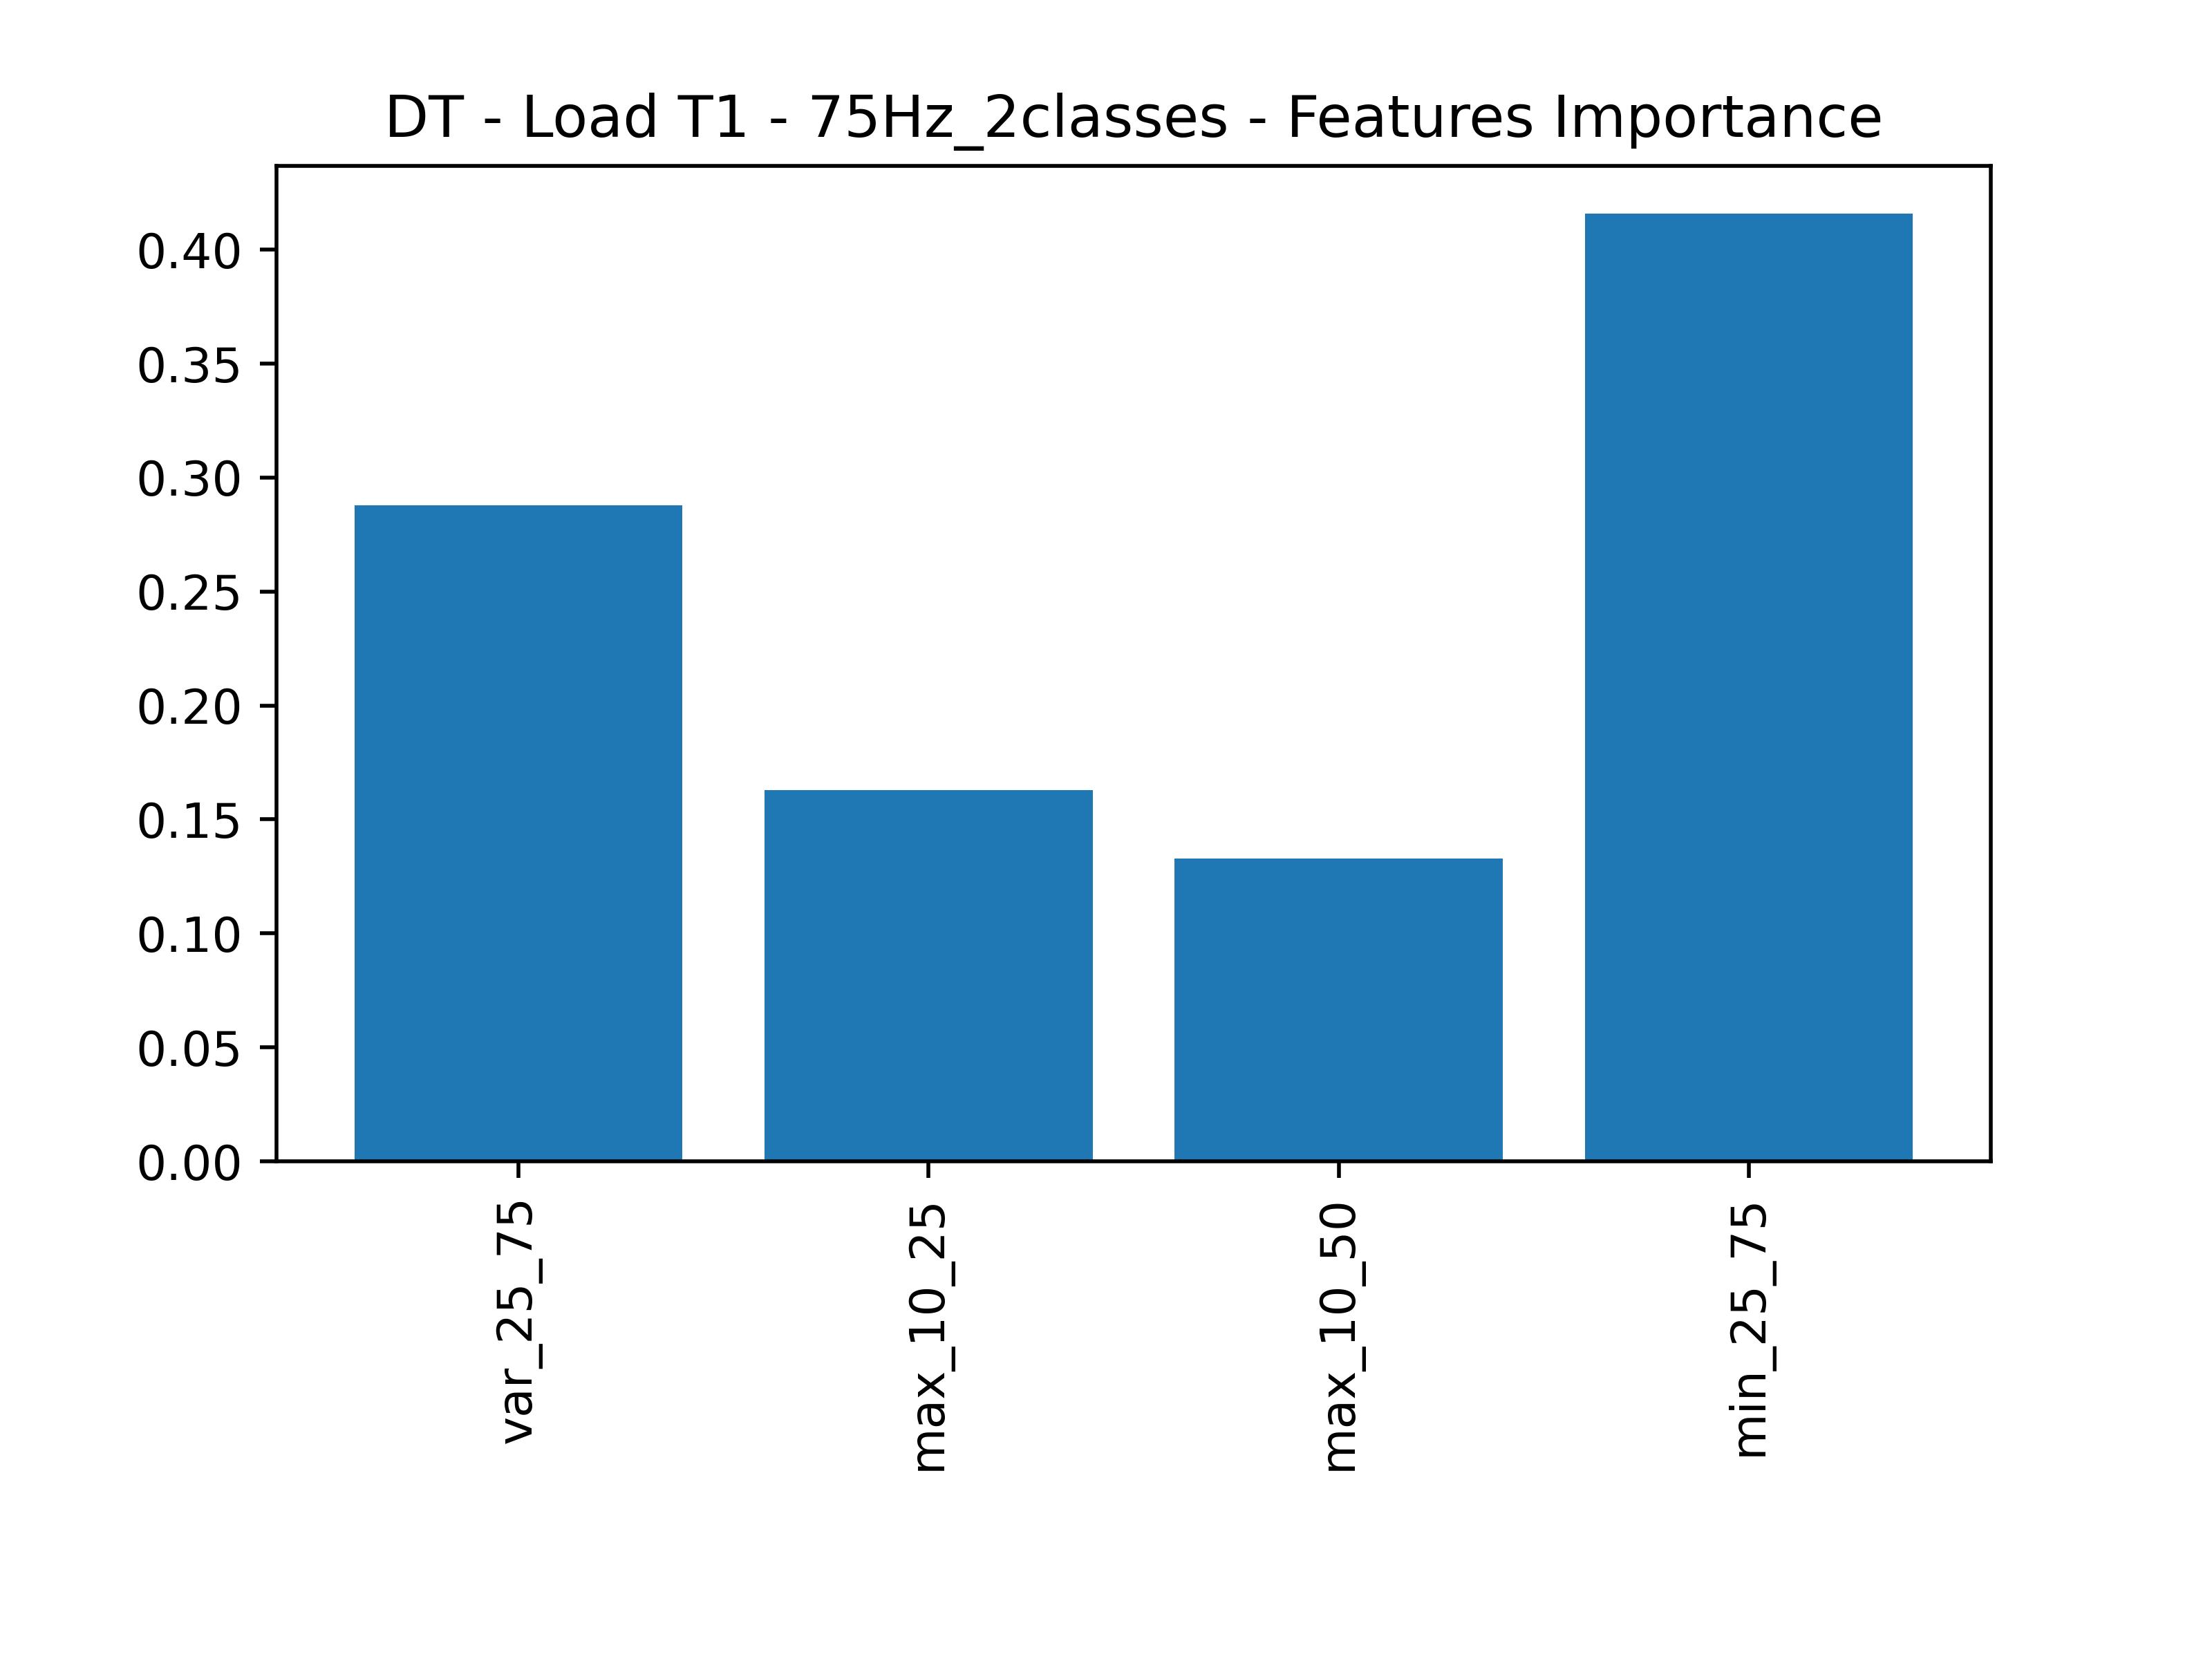 DT - Load T1 - 75Hz_2classes - Features Importance
0.40
0.35
0.30
0.25
0.20
0.15
0.10
0.05
0.00
var_25_75
max_10_25
max_10_50
min_25_75